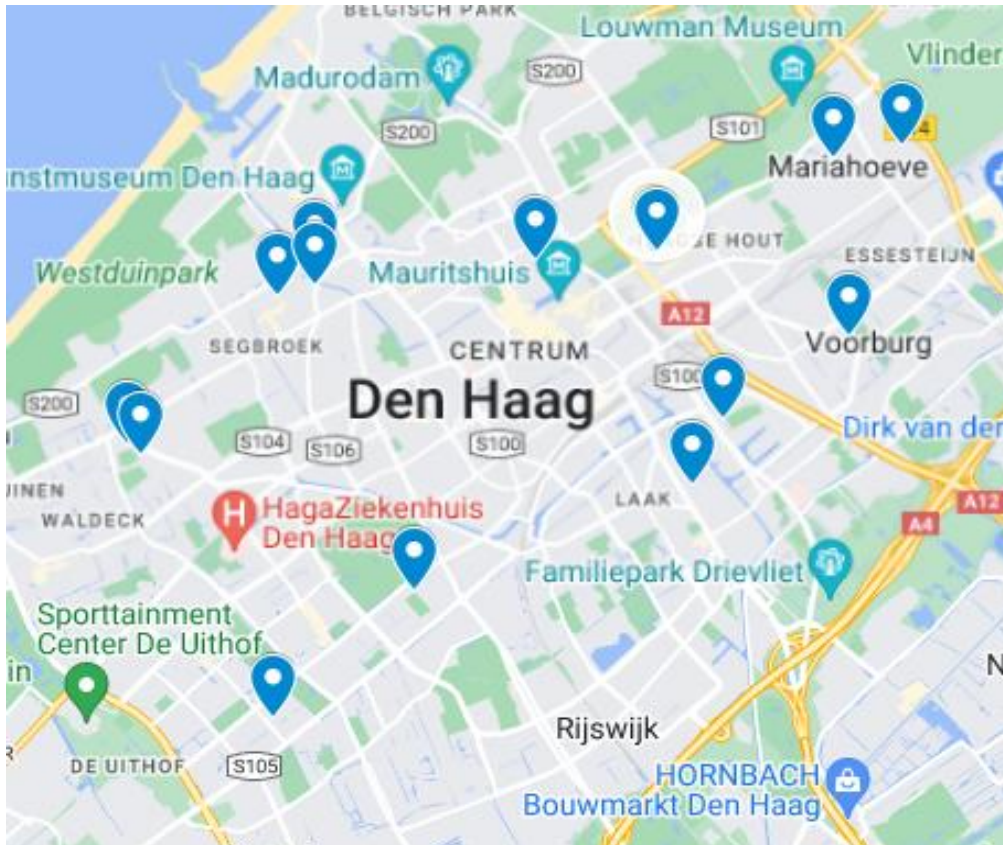 BELGISCH PARK
Louwman Museum
Madurodam
S200
Vlinder
S200
S101
Mariahoeve
nstmuseum Den Haag
HOUT
ESSESTEIJN
Westduinpark
Mauritshuis
A12
SEGBROEK
CENTRUM
Voorburg
S100
Den Haag
S200
S104
S106
S100
Dirk van der
UINEN
LAAK
A12
WALDECK
HagaZiekenhuis
Den Haag
A4
Familiepark Drievliet
Sporttainment
Center De Uithof
in
N
Rijswijk
R
DE UITHOF
S105
HORNBACH
Bouwmarkt Den Haag